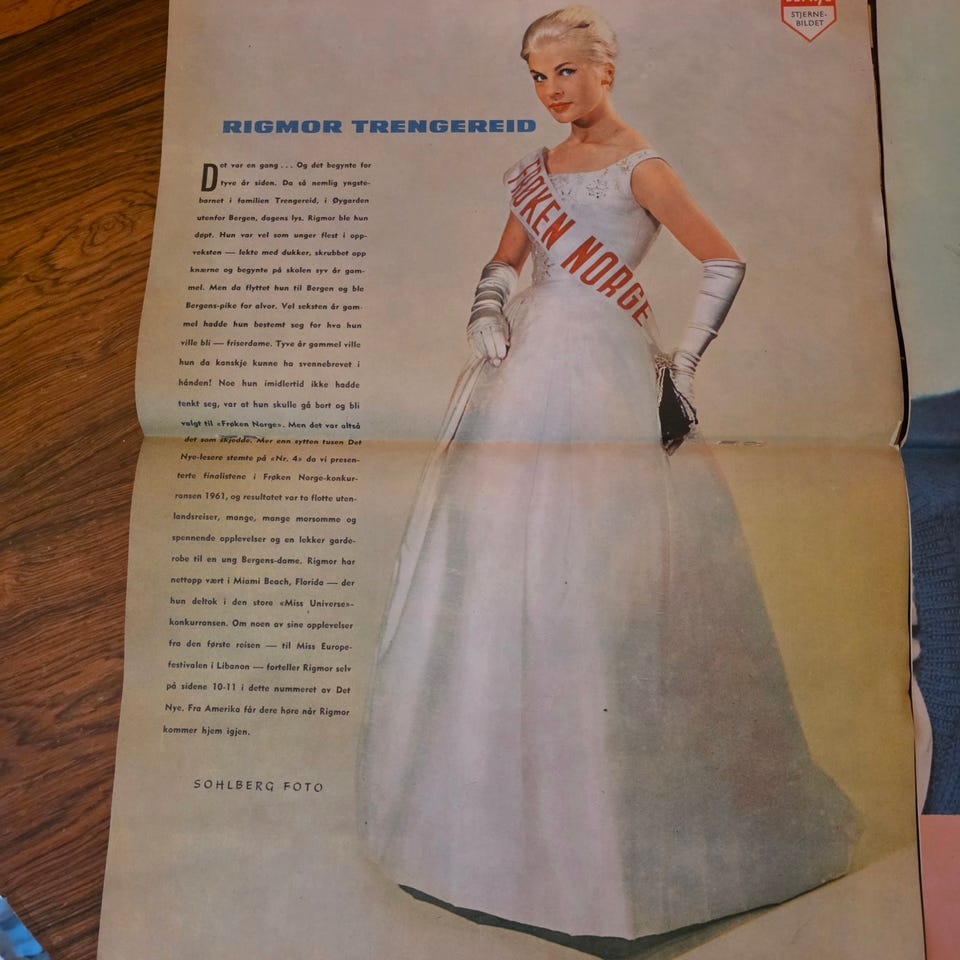 STJERNE-
BILDET
RIGMOR TRENGEREID
Det var en gang ... Og det begynte for
tyve år siden. Da så nemlig yngste-
barnet i familien Trengereid, i Øygarden
utenfor Bergen, dagens lys. Rigmor ble hun
døpt. Hun var vel som unger flest i opp-
veksten — lekte med dukker, skrubbet opp
knærne og begynte på skolen syv år gam-
mel. Men da flyttet hun til Bergen og ble
Bergens-pike for alvor. Vel seksten år gam-
mel hadde hun bestemt seg for hva hun
ville bli — friserdame. Tyve år gammel ville
hun da kanskje kunne ha svennebrevet i
hånden! Noe hun imidlertid ikke hadde
tenkt seg, var at hun skulle gå bort og bli
valgt til «Frøken Norge». Men det var altså
det som skjedde. Mer enn sytten tusen Det
Nye-lesere stemte på «Nr. 4» da vi presen-
terte finalistene i Frøken Norge-konkur-
ransen 1961, og resultatet var to flotte uten-
landsreiser, mange, mange morsomme og
spennende opplevelser og en lekker garde-
robe til en ung Bergens-dame. Rigmor har
nettopp vært i Miami Beach, Florida — der
hun deltok i den store «Miss Universe»-
konkurransen. Om noen av sine opplevelser
fra den første reisen — til Miss Europe-
festivalen i Libanon — forteller Rigmor selv
på sidene 10-11 i dette nummeret av Det
Nye. Fra Amerika får dere høre når Rigmor
kommer hjem igjen.
SOHLBERG FOTO
FRØKEN NORGE